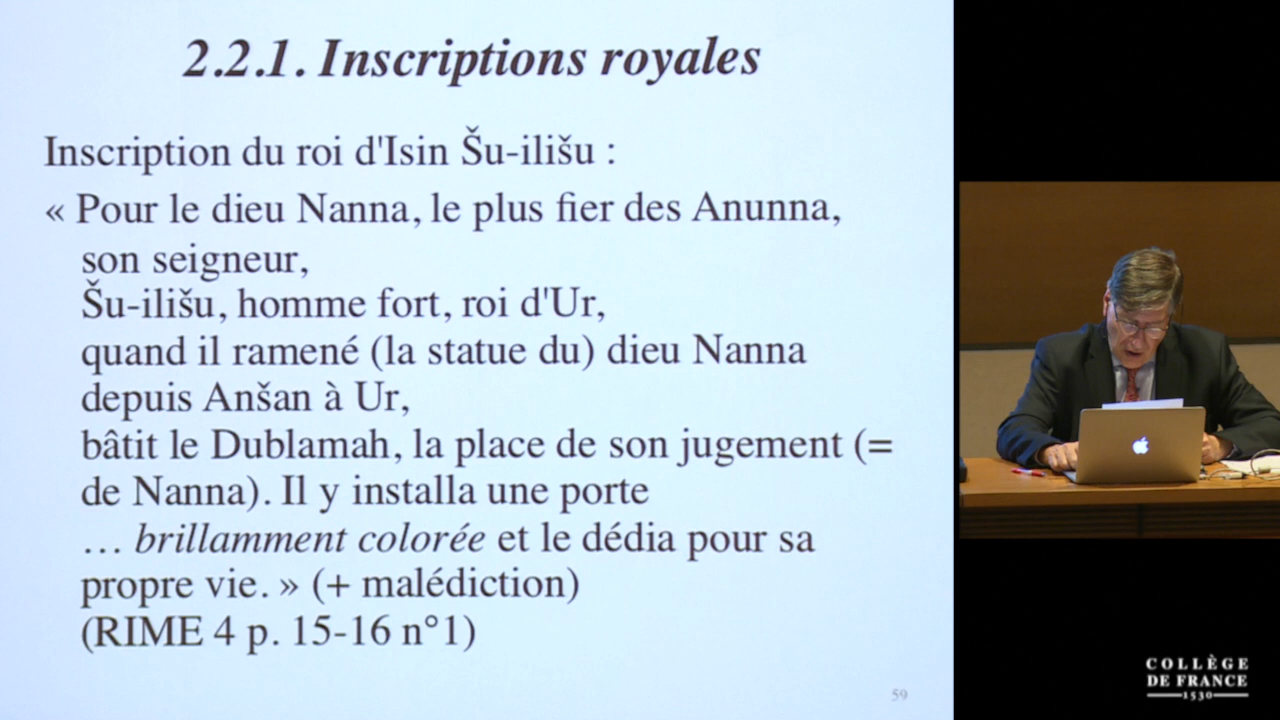 2.2.1. Inscriptions royales
Inscription du roi d'Isin Šu-ilišu :
« Pour le dieu Nanna, le plus fier des Anunna,
son seigneur,
Šu-ilišu, homme fort, roi d'Ur,
quand il ramené (la statue du) dieu Nanna
depuis Anšan à Ur,
bâtit le Dublamah, la place de son jugement (=
de Nanna). Il y installa une porte
… brillamment colorée et le dédia pour sa
propre vie. » (+ malédiction)
(RIME 4 p. 15-16 n°1)
59
COLLÈGE
DE FRANCE
1530